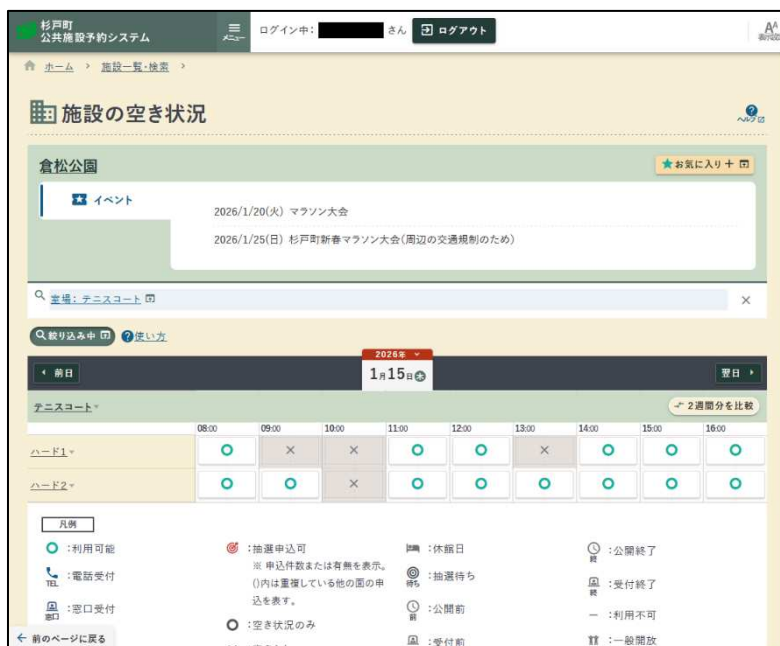 杉戸町
公共施設予約システム
メニュー
ログイン中: さん ログアウト
ホーム > 施設一覧・検索 >
施設の空き状況
ヘルプ
倉松公園
お気に入り+
イベント
2026/1/20(火) マラソン大会
2026/1/25(日) 杉戸町新春マラソン大会(周辺の交通規制のため)
室場: テニスコート ×
絞り込み中 使い方
2026年
前日 1月15日 木 翌日
テニスコート 2週間分を比較
08:00 09:00 10:00 11:00 12:00 13:00 14:00 15:00 16:00
ハード1 ○ × × ○ ○ × ○ ○ ○
ハード2 ○ ○ × ○ ○ ○ ○ ○ ○
凡例
○ :利用可能
TEL :電話受付
窓口 :窓口受付
:抽選申込可
※ 申込件数または有無を表示。
()内は重複している他の面の申
込を表す。
○ :空き状況のみ
:休館日
待ち :抽選待ち
前 :公開前
:受付前
終 :公開終了
終 :受付終了
− :利用不可
:一般開放
← 前のページに戻る